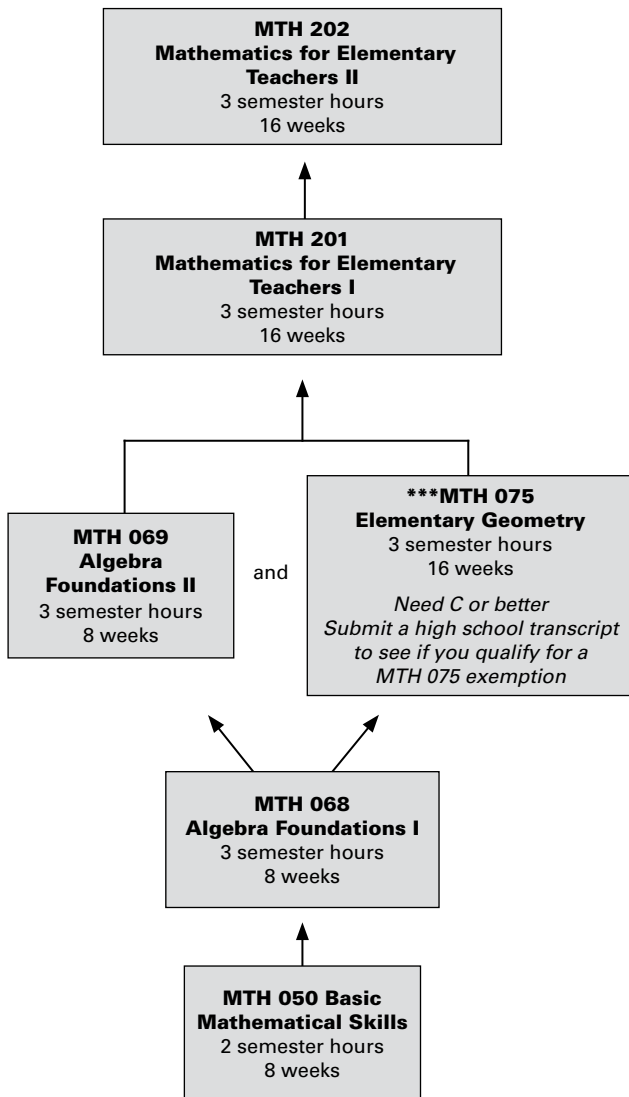 MTH 202
Mathematics for Elementary
Teachers II
3 semester hours
16 weeks
MTH 201
Mathematics for Elementary
Teachers I
3 semester hours
16 weeks
MTH 069
Algebra
Foundations II
3 semester hours
8 weeks
and
***MTH 075
Elementary Geometry
3 semester hours
16 weeks
Need C or better
Submit a high school transcript
to see if you qualify for a
MTH 075 exemption
MTH 068
Algebra Foundations I
3 semester hours
8 weeks
MTH 050 Basic
Mathematical Skills
2 semester hours
8 weeks